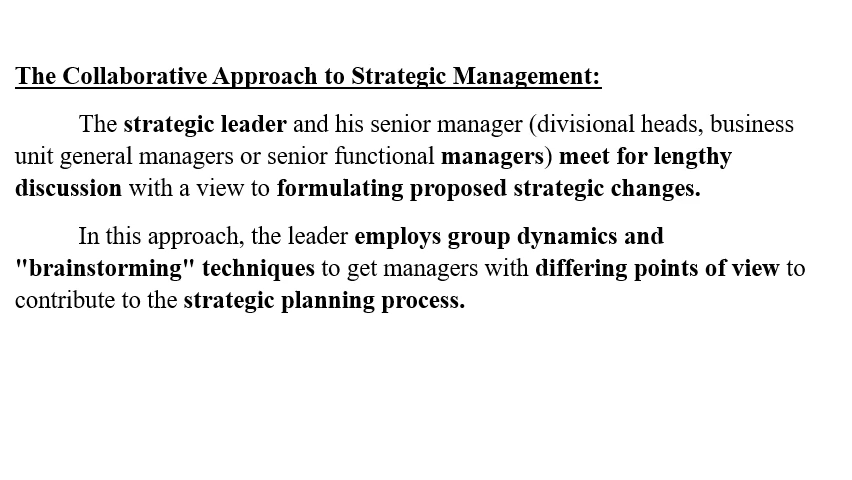 The Collaborative Approach to Strategic Management:
The strategic leader and his senior manager (divisional heads, business
unit general managers or senior functional managers) meet for lengthy
discussion with a view to formulating proposed strategic changes.
In this approach, the leader employs group dynamics and
"brainstorming" techniques to get managers with differing points of view to
contribute to the strategic planning process.